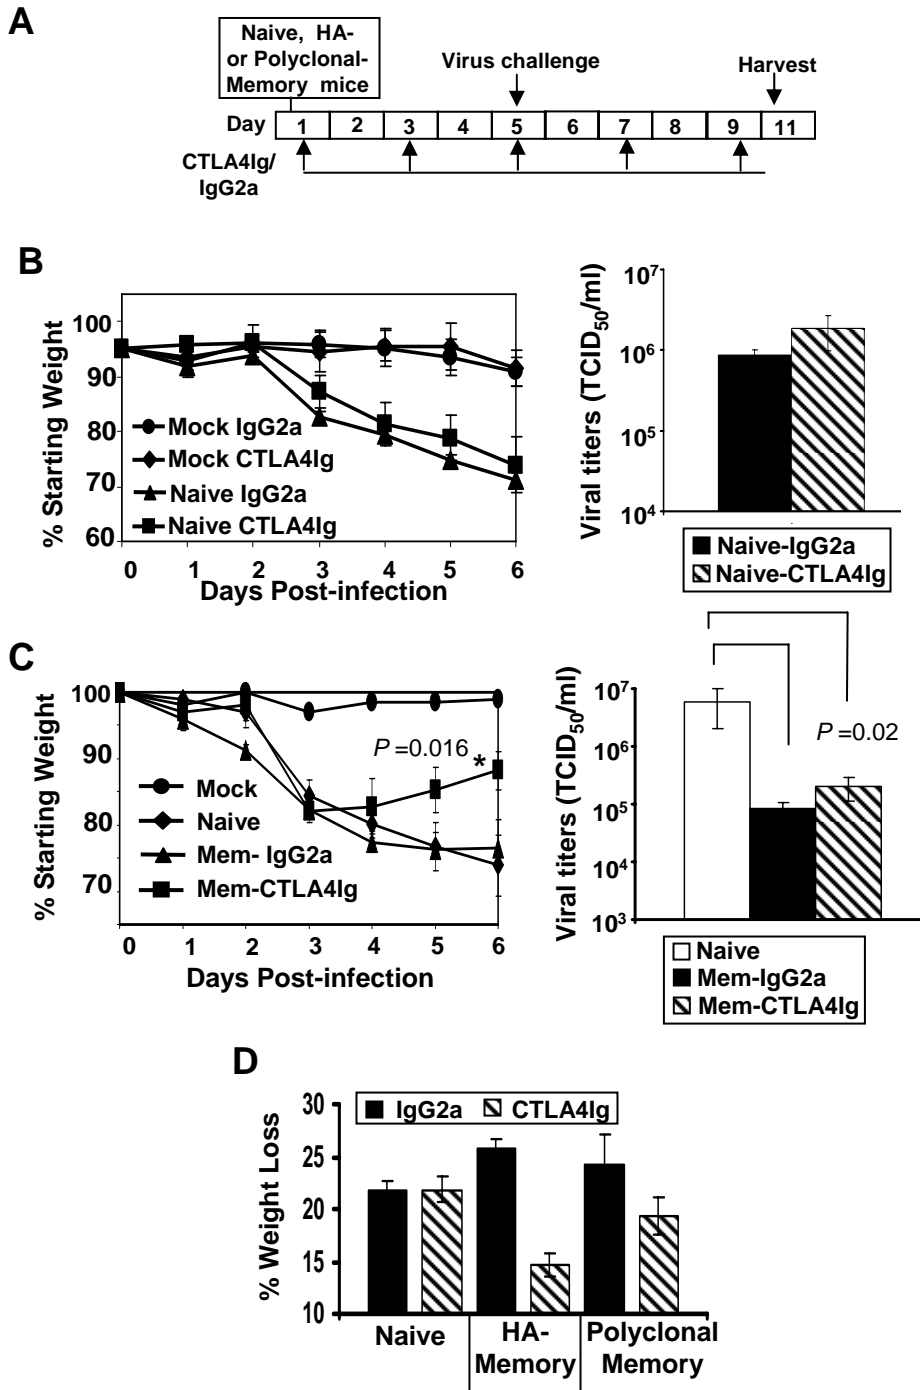 A
Naive, HA-
or Polyclonal-
Memory mice
Virus challenge
Harvest
Day 1 2 3 4 5 6 7 8 9 11
CTLA4Ig/
IgG2a
B
% Starting Weight
100
90
80
70
60
Mock IgG2a
Mock CTLA4Ig
Naive IgG2a
Naive CTLA4Ig
0 1 2 3 4 5 6
Days Post-infection
Viral titers (TCID50/ml)
10^7
10^6
10^5
10^4
Naive-IgG2a
Naive-CTLA4Ig
C
% Starting Weight
100
90
80
70
P =0.016
*
Mock
Naive
Mem- IgG2a
Mem-CTLA4Ig
0 1 2 3 4 5 6
Days Post-infection
Viral titers (TCID50/ml)
10^7
10^6
10^5
10^4
10^3
P =0.02
Naive
Mem-IgG2a
Mem-CTLA4Ig
D
% Weight Loss
30
25
20
15
10
IgG2a CTLA4Ig
Naive
HA-
Memory
Polyclonal
Memory